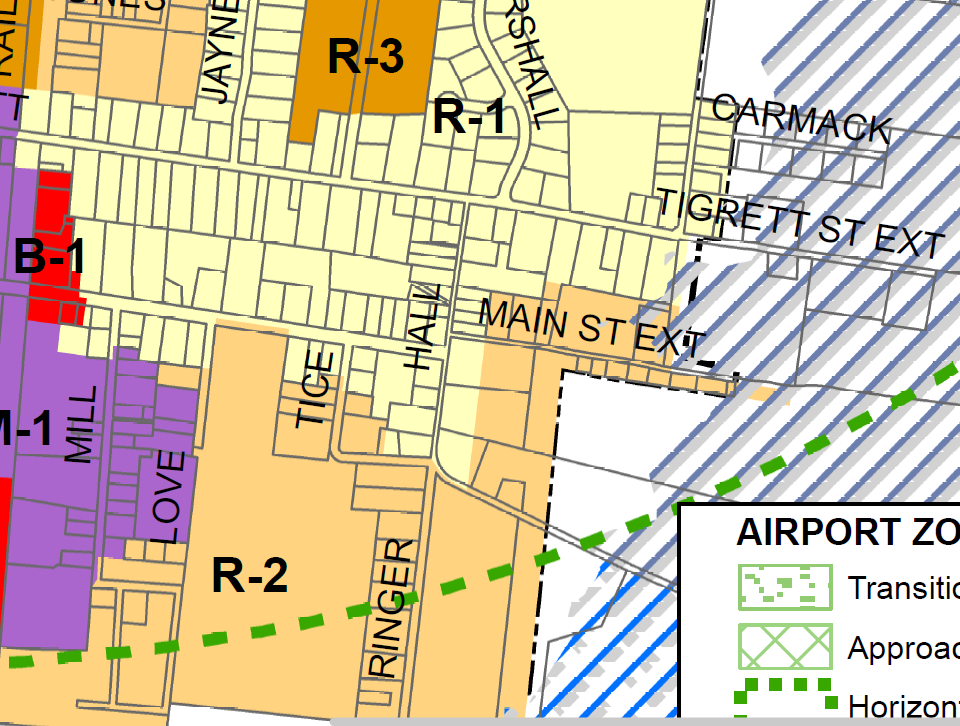 JAYNE
R-3
RSHALL
R-1
CARMACK
TIGRETT ST EXT
B-1
HALL
MAIN ST EXT
TICE
MILL
LOVE
R-2
RINGER
AIRPORT ZO
Transitio
Approac
Horizon